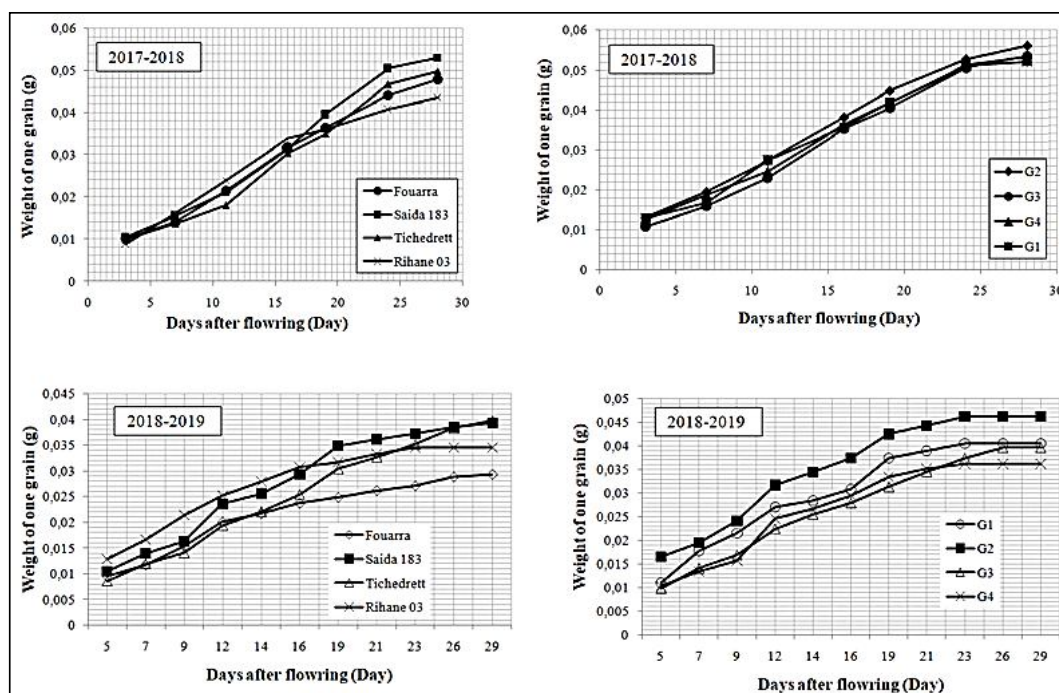 0,06
0,05
0,04
0,03
0,02
0,01
0
Weight of one grain (g)
2017-2018
Fouarra
Saida 183
Tichedrett
Rihane 03
0 5 10 15 20 25 30
Days after flowring (Day)
0,06
0,05
0,04
0,03
0,02
0,01
0
Weight of one grain (g)
2017-2018
G2
G3
G4
G1
0 5 10 15 20 25 30
Days after flowring (Day)
0,045
0,04
0,035
0,03
0,025
0,02
0,015
0,01
0,005
0
Weight of one grain (g)
2018-2019
Fouarra
Saida 183
Tichedrett
Rihane 03
5 7 9 12 14 16 19 21 23 26 29
Days after flowring (Day)
0,05
0,045
0,04
0,035
0,03
0,025
0,02
0,015
0,01
0,005
0
Weight of one grain (g)
2018-2019
G1
G2
G3
G4
5 7 9 12 14 16 19 21 23 26 29
Days after flowring (Day)